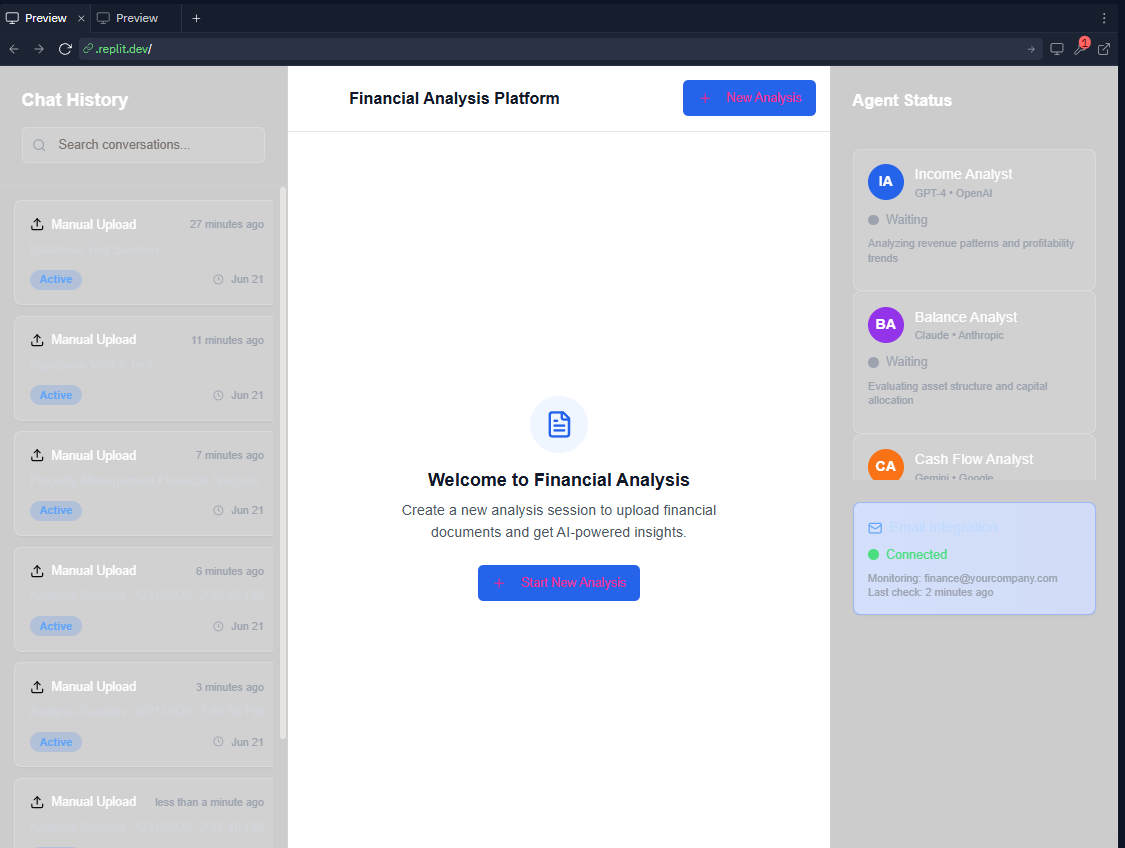 Preview
Preview
.replit.dev/
1
Chat History
Search conversations...
Manual Upload 27 minutes ago
Active Jun 21
Manual Upload 11 minutes ago
Active Jun 21
Manual Upload 7 minutes ago
Active Jun 21
Manual Upload 6 minutes ago
Active Jun 21
Manual Upload 3 minutes ago
Active Jun 21
Manual Upload less than a minute ago
Financial Analysis Platform
New Analysis
Welcome to Financial Analysis
Create a new analysis session to upload financial
documents and get AI-powered insights.
Start New Analysis
Agent Status
IA
Income Analyst
GPT-4 • OpenAI
Waiting
Analyzing revenue patterns and profitability
trends
BA
Balance Analyst
Claude • Anthropic
Waiting
Evaluating asset structure and capital
allocation
CA
Cash Flow Analyst
Gemini • Google
Email Integration
Connected
Monitoring: finance@yourcompany.com
Last check: 2 minutes ago